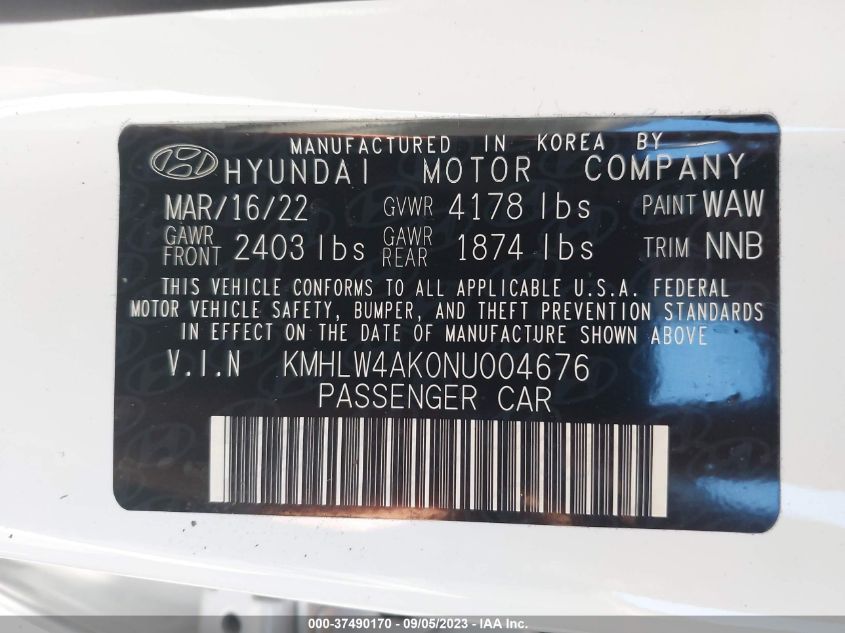 MANUFACTURED IN KOREA BY
HYUNDAI MOTOR COMPANY
MAR/16/22 GVWR 4178 lbs PAINT WAW
GAWR FRONT 2403 lbs GAWR REAR 1874 lbs TRIM NNB
THIS VEHICLE CONFORMS TO ALL APPLICABLE U.S.A. FEDERAL
MOTOR VEHICLE SAFETY, BUMPER, AND THEFT PREVENTION STANDARDS
IN EFFECT ON THE DATE OF MANUFACTURE SHOWN ABOVE
V.I.N KMHLW4AK0NU004676
PASSENGER CAR
000-37490170 - 09/05/2023 - IAA Inc.